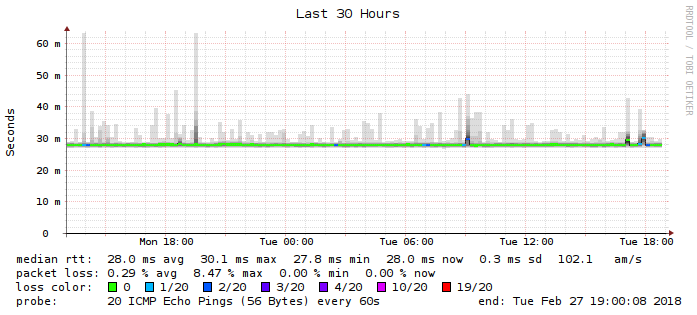 Last 30 Hours
RRDTOOL / TOBI OETIKER
Seconds
60 m
50 m
40 m
30 m
20 m
10 m
0
Mon 18:00 Tue 00:00 Tue 06:00 Tue 12:00 Tue 18:00
median rtt: 28.0 ms avg 30.1 ms max 27.8 ms min 28.0 ms now 0.3 ms sd 102.1 am/s
packet loss: 0.29 % avg 8.47 % max 0.00 % min 0.00 % now
loss color: 0 1/20 2/20 3/20 4/20 10/20 19/20
probe: 20 ICMP Echo Pings (56 Bytes) every 60s end: Tue Feb 27 19:00:08 2018